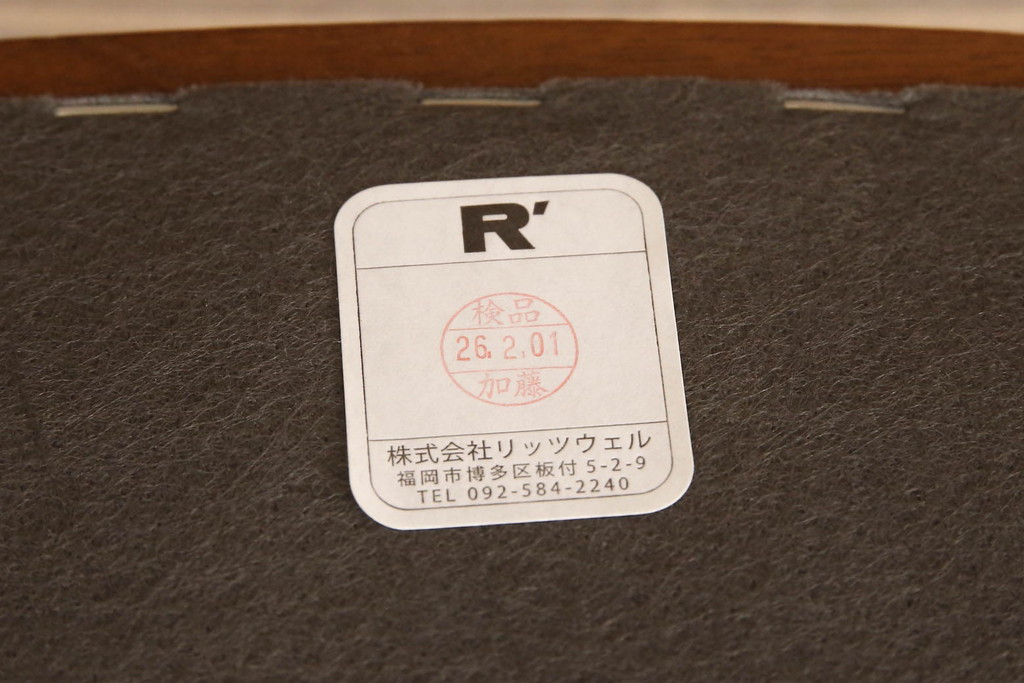 R'
検品
26.2.01
加藤
株式会社リッツウェル
福岡市博多区板付 5-2-9
TEL 092-584-2240